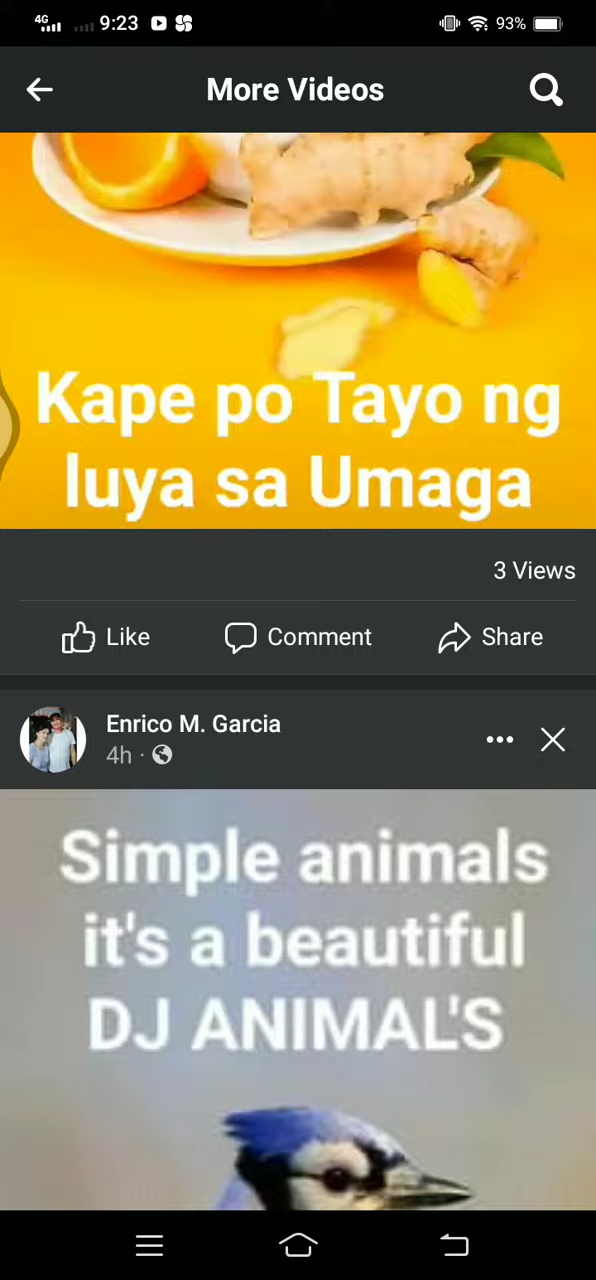 4G 9:23 93%
More Videos
Kape po Tayo ng
luya sa Umaga
3 Views
Like Comment Share
Enrico M. Garcia
4h ·
Simple animals
it's a beautiful
DJ ANIMAL'S